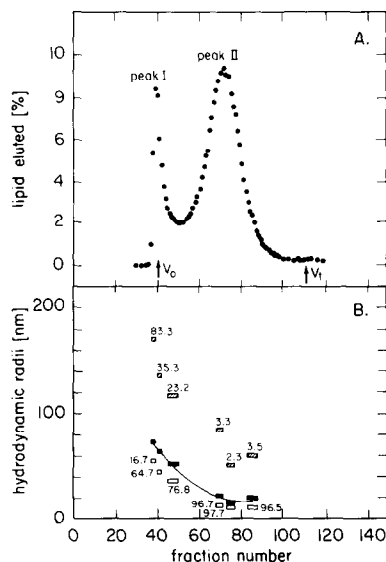 A.
peak II
peak I
lipid eluted [%]
10
9
6
4
2
0
V₀
Vₜ
B.
hydrodynamic radii [nm]
200
100
0
83.3
35.3
23.2
3.3
2.3
3.5
16.7
64.7
76.8
96.7
97.7
96.5
0 20 40 60 80 100 120 140
fraction number